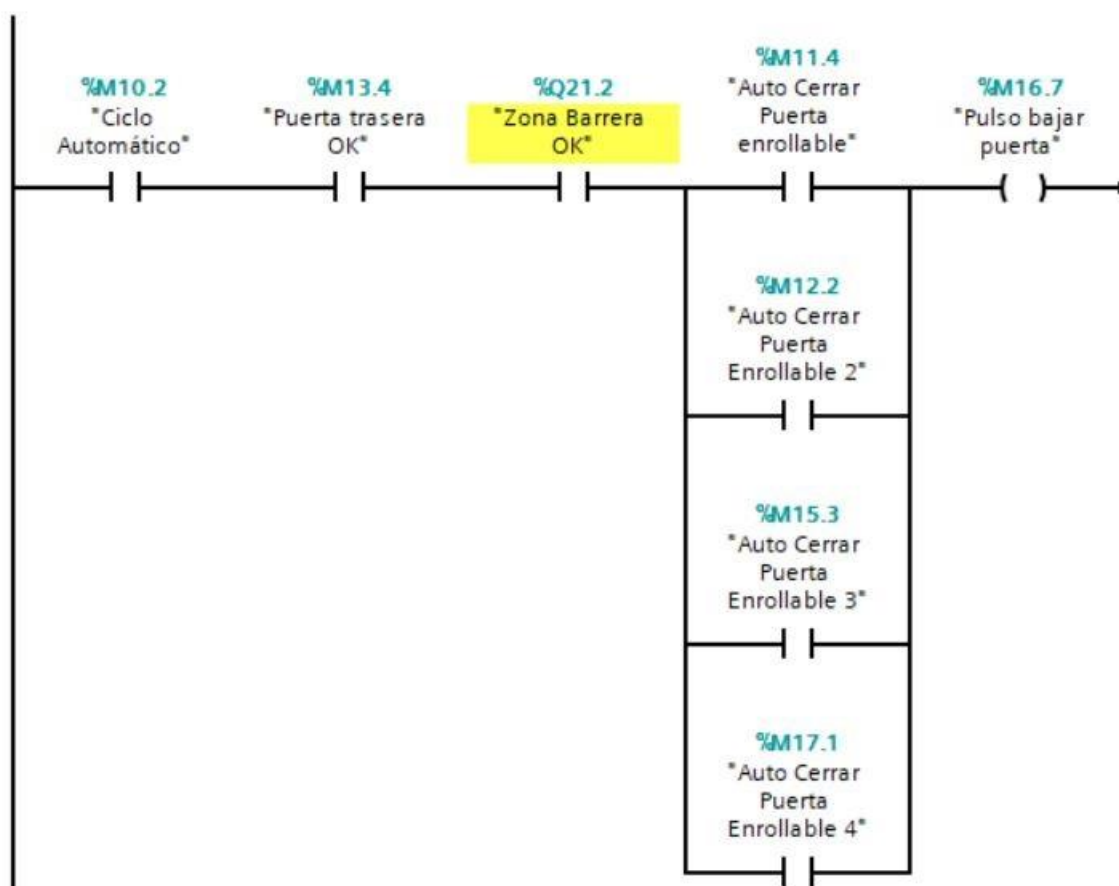 %M10.2
"Ciclo
Automático"
%M13.4
"Puerta trasera
OK"
%Q21.2
"Zona Barrera
OK"
%M11.4
"Auto Cerrar
Puerta
enrollable"
%M16.7
"Pulso bajar
puerta"
%M12.2
"Auto Cerrar
Puerta
Enrollable 2"
%M15.3
"Auto Cerrar
Puerta
Enrollable 3"
%M17.1
"Auto Cerrar
Puerta
Enrollable 4"